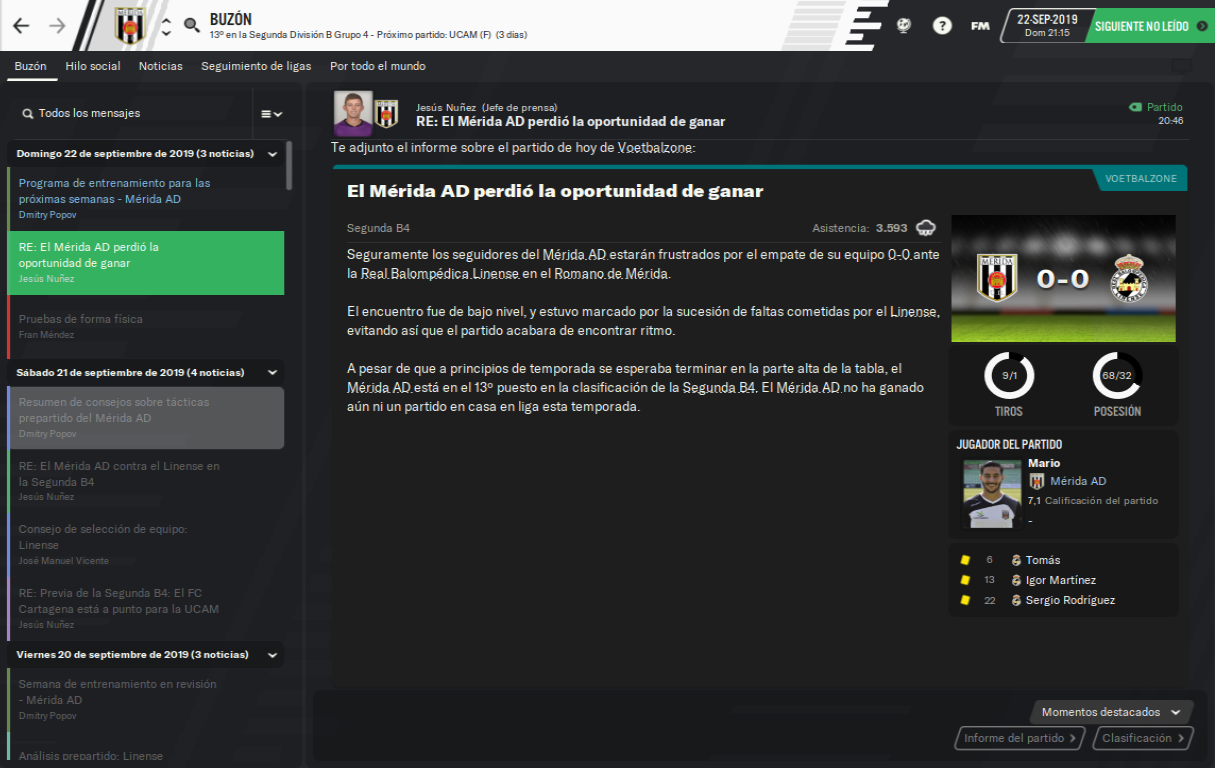 BUZÓN
13º en la Segunda División B Grupo 4 - Próximo partido: UCAM (F) (3 días)
FM
22-SEP-2019
Dom 21:15
SIGUIENTE NO LEÍDO
Buzón
Hilo social
Noticias
Seguimiento de ligas
Por todo el mundo
Todos los mensajes
Domingo 22 de septiembre de 2019 (3 noticias)
Programa de entrenamiento para las
próximas semanas - Mérida AD
Dmitry Popov
RE: El Mérida AD perdió la
oportunidad de ganar
Jesús Nuñez
Pruebas de forma física
Fran Méndez
Sábado 21 de septiembre de 2019 (4 noticias)
Resumen de consejos sobre tácticas
prepartido del Mérida AD
Dmitry Popov
RE: El Mérida AD contra el Linense en
la Segunda B4
Jesús Nuñez
Consejo de selección de equipo:
Linense
José Manuel Vicente
RE: Previa de la Segunda B4: El FC
Cartagena está a punto para la UCAM
Jesús Nuñez
Viernes 20 de septiembre de 2019 (3 noticias)
Semana de entrenamiento en revisión
- Mérida AD
Dmitry Popov
Análisis prepartido: Linense
Jesús Nuñez (Jefe de prensa)
RE: El Mérida AD perdió la oportunidad de ganar
Partido
20:46
Te adjunto el informe sobre el partido de hoy de Voetbalzone:
VOETBALZONE
El Mérida AD perdió la oportunidad de ganar
Segunda B4
Asistencia: 3.593
Seguramente los seguidores del Mérida AD estarán frustrados por el empate de su equipo 0-0 ante
la Real Balompédica Linense en el Romano de Mérida.
El encuentro fue de bajo nivel, y estuvo marcado por la sucesión de faltas cometidas por el Linense,
evitando así que el partido acabara de encontrar ritmo.
A pesar de que a principios de temporada se esperaba terminar en la parte alta de la tabla, el
Mérida AD está en el 13º puesto en la clasificación de la Segunda B4. El Mérida AD no ha ganado
aún ni un partido en casa en liga esta temporada.
MÉRIDA
0-0
9/1
68/32
TIROS
POSESIÓN
JUGADOR DEL PARTIDO
Mario
Mérida AD
7,1 Calificación del partido
-
6 Tomás
13 Igor Martínez
22 Sergio Rodríguez
Momentos destacados
Informe del partido
Clasificación